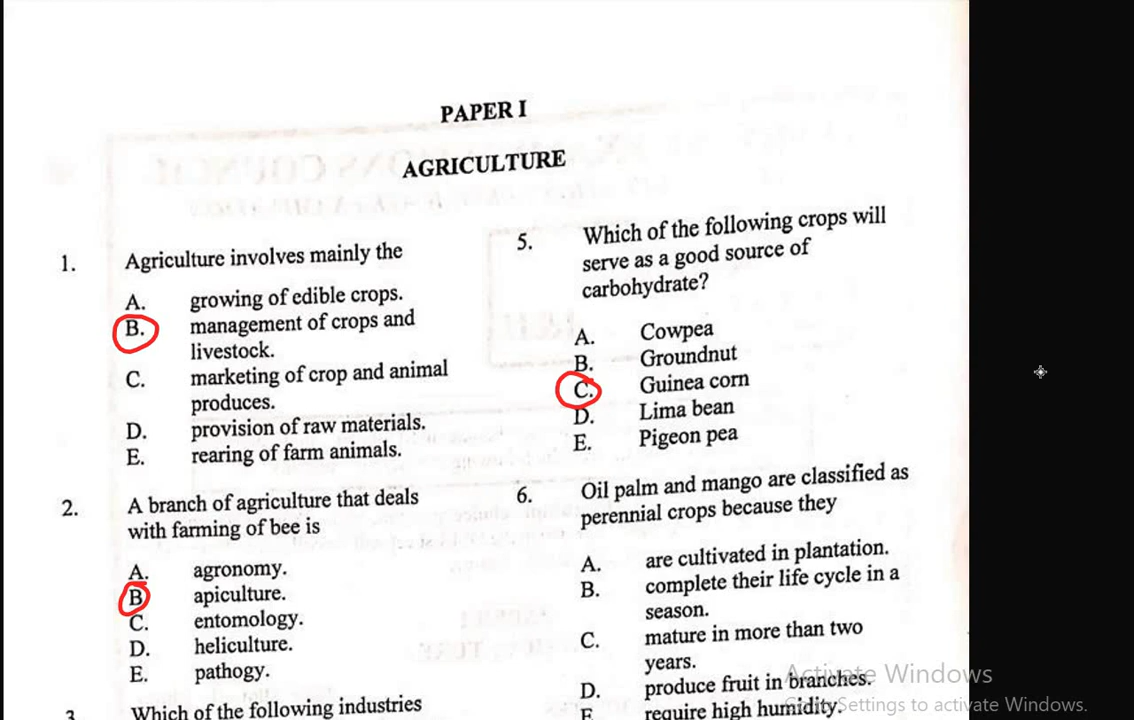 PAPER I
AGRICULTURE
1. Agriculture involves mainly the
A. growing of edible crops.
B. management of crops and
livestock.
C. marketing of crop and animal
produces.
D. provision of raw materials.
E. rearing of farm animals.
2. A branch of agriculture that deals
with farming of bee is
A. agronomy.
B apiculture.
C. entomology.
D. heliculture.
E. pathogy.
3. Which of the following industries
5. Which of the following crops will
serve as a good source of
carbohydrate?
A. Cowpea
B. Groundnut
C. Guinea corn
D. Lima bean
E. Pigeon pea
6. Oil palm and mango are classified as
perennial crops because they
A. are cultivated in plantation.
B. complete their life cycle in a
season.
C. mature in more than two
years.
D. produce fruit in branches.
E require high humidity.
Activate Windows
Go to Settings to activate Windows.